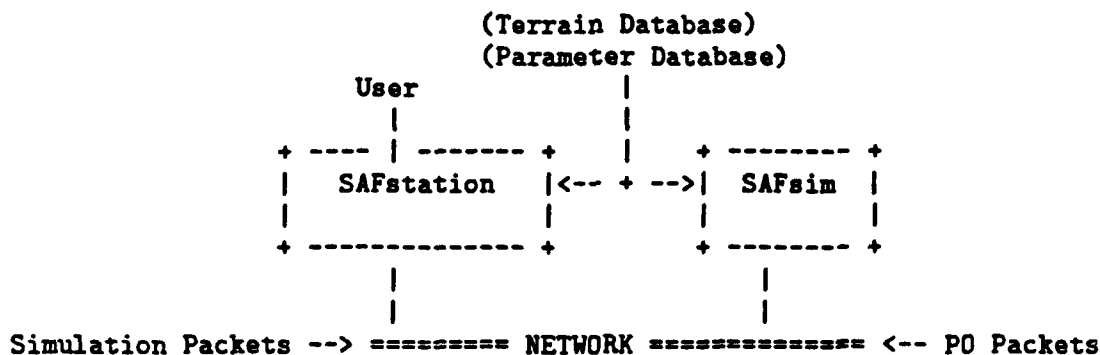 (Terrain Database)
(Parameter Database)
User
SAFstation <-- + --> SAFsim
Simulation Packets --> ========= NETWORK ============== <-- PO Packets